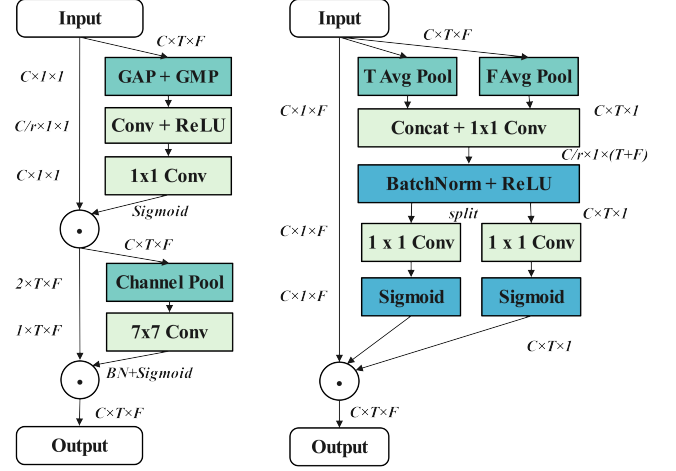 Input
C×T×F
C×1×1
GAP + GMP
C/r×1×1
Conv + ReLU
C×1×1
1x1 Conv
Sigmoid
C×T×F
2×T×F
Channel Pool
1×T×F
7x7 Conv
BN+Sigmoid
C×T×F
Output
Input
C×T×F
T Avg Pool
F Avg Pool
C×1×F
C×T×1
Concat + 1x1 Conv
C/r×1×(T+F)
BatchNorm + ReLU
split
C×T×1
C×1×F
1 x 1 Conv
1 x 1 Conv
C×1×F
Sigmoid
Sigmoid
C×T×1
C×T×F
Output